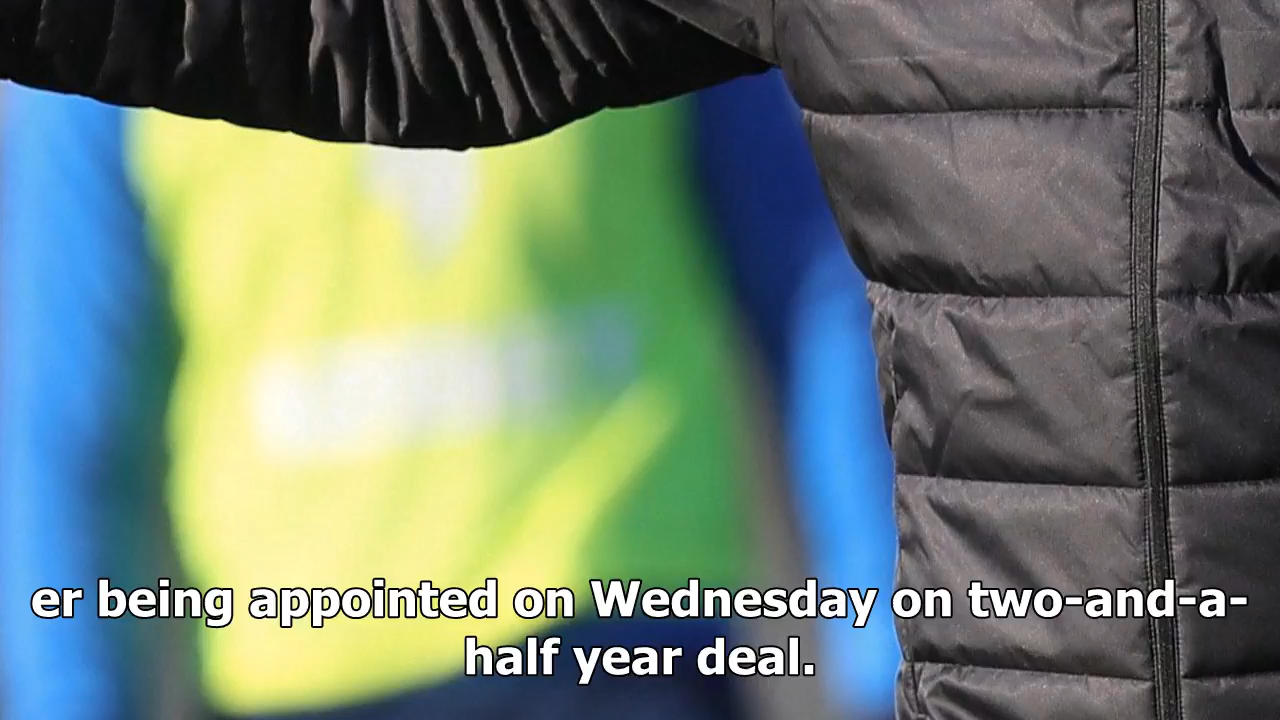 er being appointed on Wednesday on two-and-a-
half year deal.